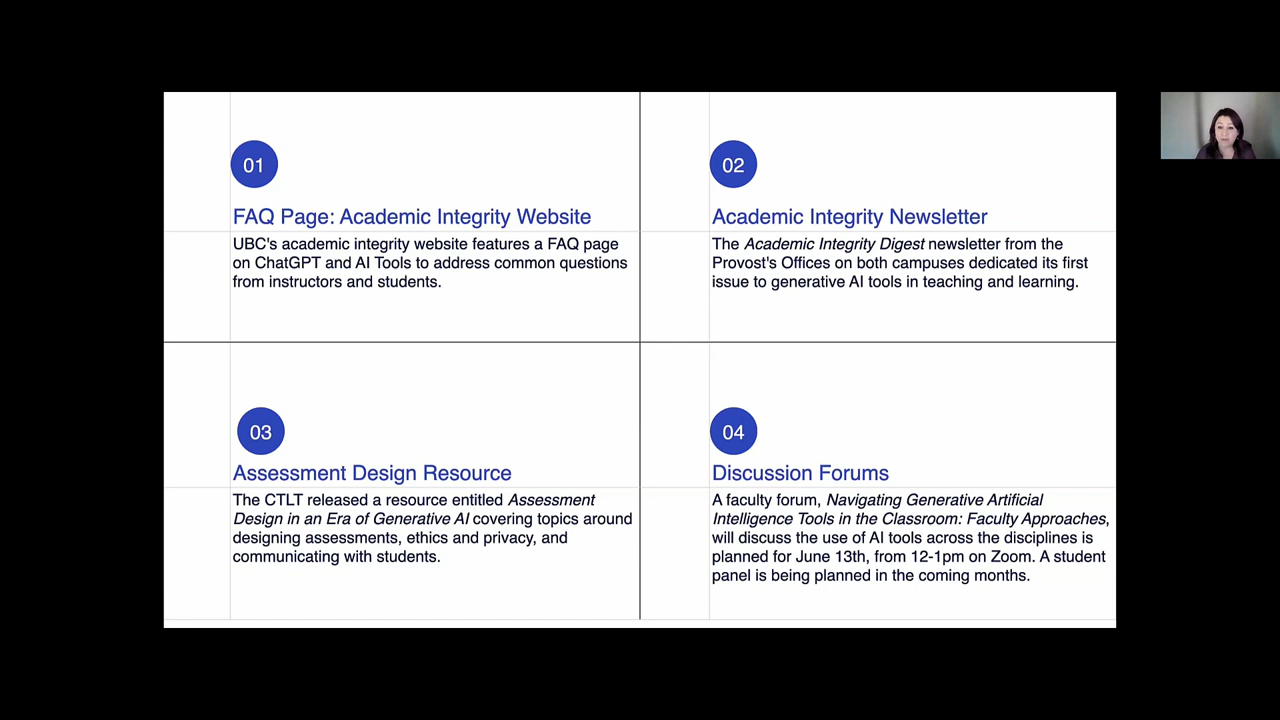 01
FAQ Page: Academic Integrity Website
UBC's academic integrity website features a FAQ page
on ChatGPT and AI Tools to address common questions
from instructors and students.
02
Academic Integrity Newsletter
The Academic Integrity Digest newsletter from the
Provost's Offices on both campuses dedicated its first
issue to generative AI tools in teaching and learning.
03
Assessment Design Resource
The CTLT released a resource entitled Assessment
Design in an Era of Generative AI covering topics around
designing assessments, ethics and privacy, and
communicating with students.
04
Discussion Forums
A faculty forum, Navigating Generative Artificial
Intelligence Tools in the Classroom: Faculty Approaches,
will discuss the use of AI tools across the disciplines is
planned for June 13th, from 12-1pm on Zoom. A student
panel is being planned in the coming months.